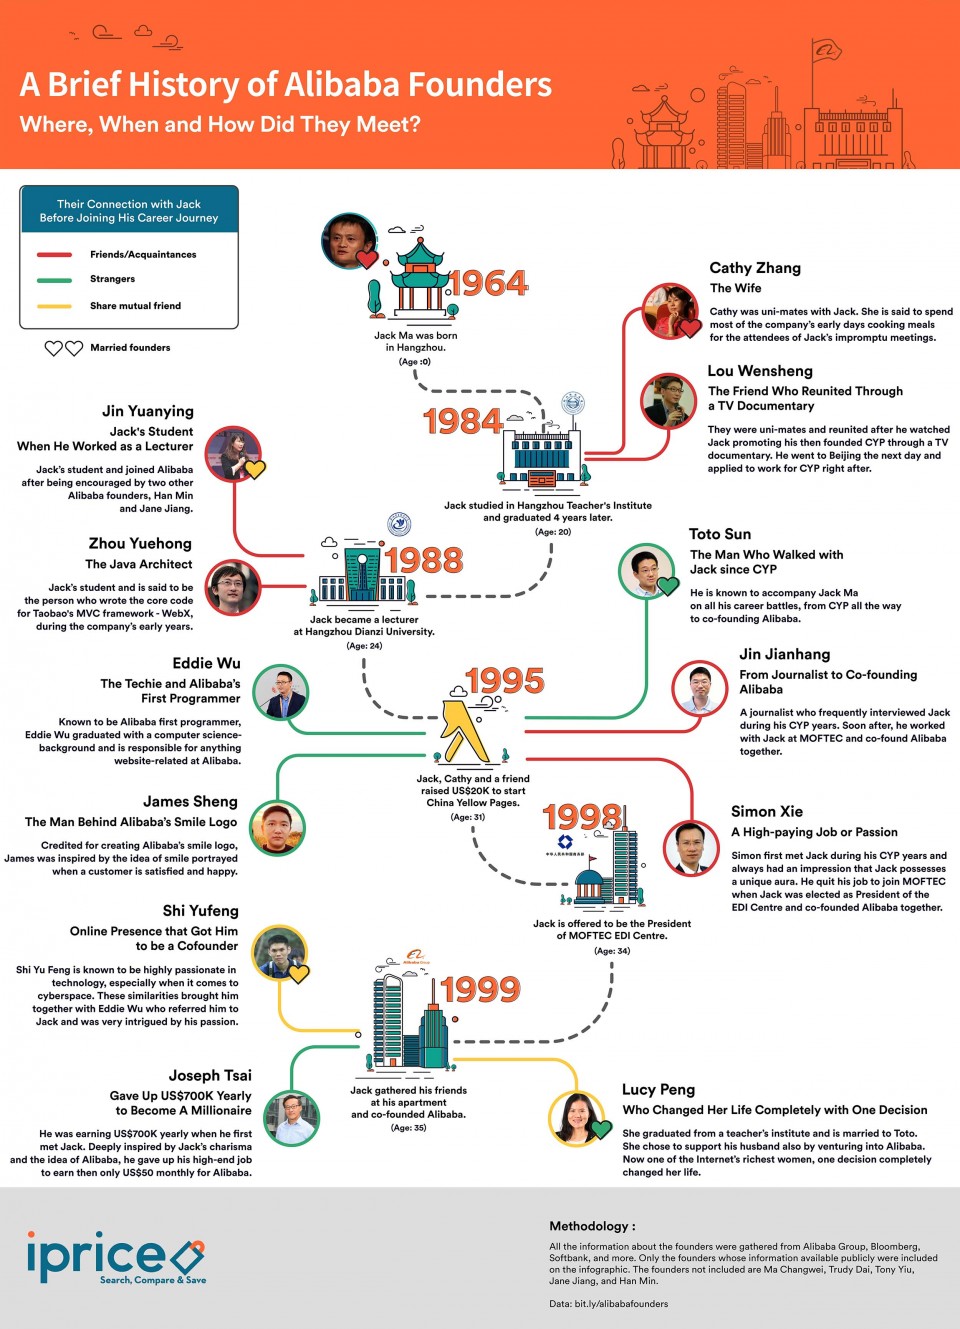 A Brief History of Alibaba Founders
Where, When and How Did They Meet?
Their Connection with Jack
Before Joining His Career Journey
Friends/Acquaintances
Strangers
Share mutual friend
Married founders
1964
Jack Ma was born
in Hangzhou.
(Age :0)
Cathy Zhang
The Wife
Cathy was uni-mates with Jack. She is said to spend
most of the company's early days cooking meals
for the attendees of Jack's impromptu meetings.
Lou Wensheng
The Friend Who Reunited Through
a TV Documentary
They were uni-mates and reunited after he watched
Jack promoting his then founded CYP through a TV
documentary. He went to Beijing the next day and
applied to work for CYP right after.
1984
Jack studied in Hangzhou Teacher's Institute
and graduated 4 years later.
(Age: 20)
Jin Yuanying
Jack's Student
When He Worked as a Lecturer
Jack's student and joined Alibaba
after being encouraged by two other
Alibaba founders, Han Min
and Jane Jiang.
Zhou Yuehong
The Java Architect
Jack's student and is said to be
the person who wrote the core code
for Taobao's MVC framework - WebX,
during the company's early years.
1988
Jack became a lecturer
at Hangzhou Dianzi University.
(Age: 24)
Toto Sun
The Man Who Walked with
Jack since CYP
He is known to accompany Jack Ma
on all his career battles, from CYP all the way
to co-founding Alibaba.
Eddie Wu
The Techie and Alibaba's
First Programmer
Known to be Alibaba first programmer,
Eddie Wu graduated with a computer science-
background and is responsible for anything
website-related at Alibaba.
1995
Jack, Cathy and a friend
raised US$20K to start
China Yellow Pages.
(Age: 31)
Jin Jianhang
From Journalist to Co-founding
Alibaba
A journalist who frequently interviewed Jack
during his CYP years. Soon after, he worked
with Jack at MOFTEC and co-found Alibaba
together.
James Sheng
The Man Behind Alibaba's Smile Logo
Credited for creating Alibaba's smile logo,
James was inspired by the idea of smile portrayed
when a customer is satisfied and happy.
Simon Xie
A High-paying Job or Passion
Simon first met Jack during his CYP years and
always had an impression that Jack possesses
a unique aura. He quit his job to join MOFTEC
when Jack was elected as President of the
EDI Centre and co-founded Alibaba together.
1998
中华人民共和国商务部
Jack is offered to be the President
of MOFTEC EDI Centre.
(Age: 34)
Shi Yufeng
Online Presence that Got Him
to be a Cofounder
Shi Yu Feng is known to be highly passionate in
technology, especially when it comes to
cyberspace. These similarities brought him
together with Eddie Wu who referred him to
Jack and was very intrigued by his passion.
Alibaba Group
1999
Jack gathered his friends
at his apartment
and co-founded Alibaba.
(Age: 35)
Joseph Tsai
Gave Up US$700K Yearly
to Become A Millionaire
He was earning US$700K yearly when he first
met Jack. Deeply inspired by Jack's charisma
and the idea of Alibaba, he gave up his high-end job
to earn then only US$50 monthly for Alibaba.
Lucy Peng
Who Changed Her Life Completely with One Decision
She graduated from a teacher's institute and is married to Toto.
She chose to support his husband also by venturing into Alibaba.
Now one of the Internet's richest women, one decision completely
changed her life.
iprice
Search, Compare & Save
Methodology :
All the information about the founders were gathered from Alibaba Group, Bloomberg,
Softbank, and more. Only the founders whose information available publicly were included
on the infographic. The founders not included are Ma Changwei, Trudy Dai, Tony Yiu,
Jane Jiang, and Han Min.
Data: bit.ly/alibabafounders